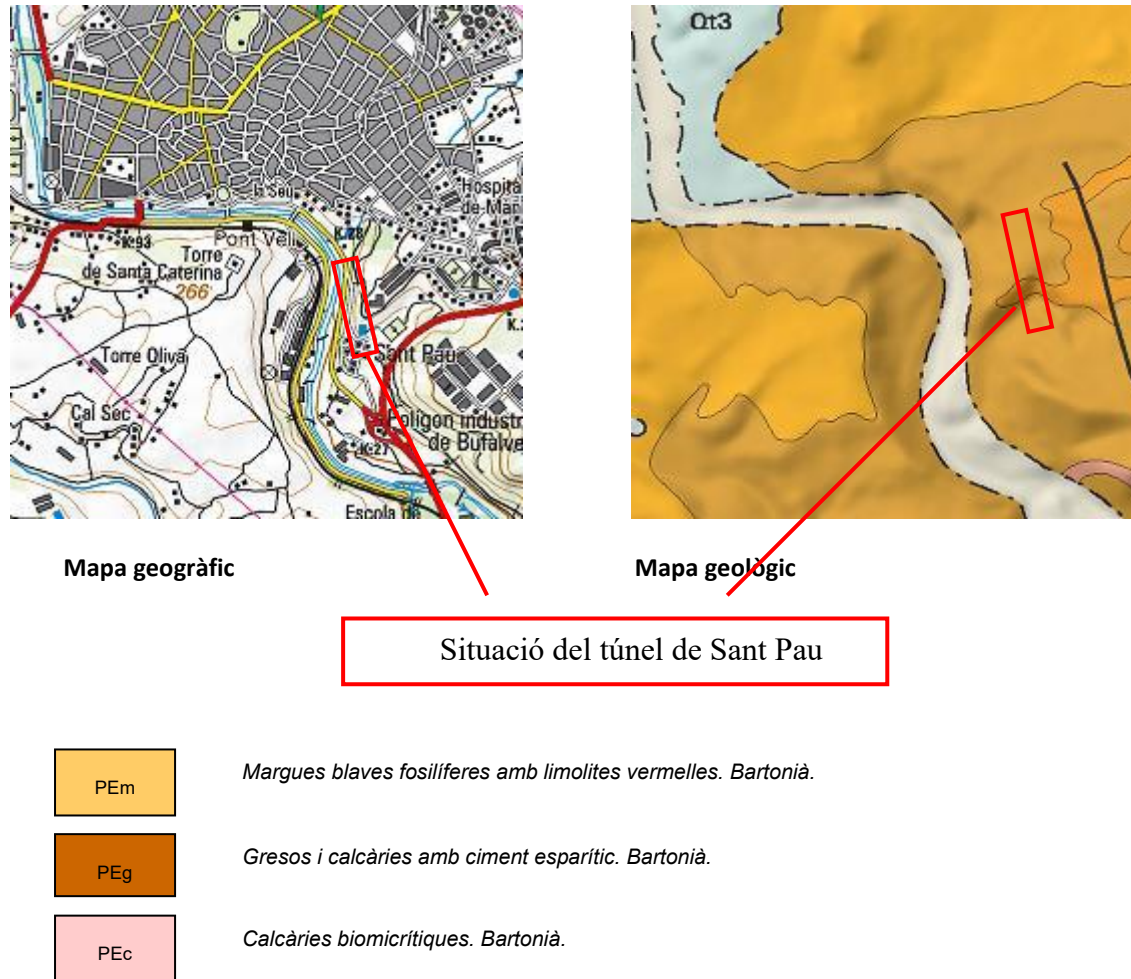 Qt3
la Seu
Hospita
de Mar
K-93
Pont Vell
K-28
Torre
de Santa Caterina
266
K.2
Torre Oliva
Sant Pau
Cal Sec
Polígon industr
de Bufalve
K-27
Escola de
Mapa geogràfic
Mapa geològic
Situació del túnel de Sant Pau
PEm
Margues blaves fosilíferes amb limolites vermelles. Bartonià.
PEg
Gresos i calcàries amb ciment esparític. Bartonià.
PEc
Calcàries biomicrítiques. Bartonià.